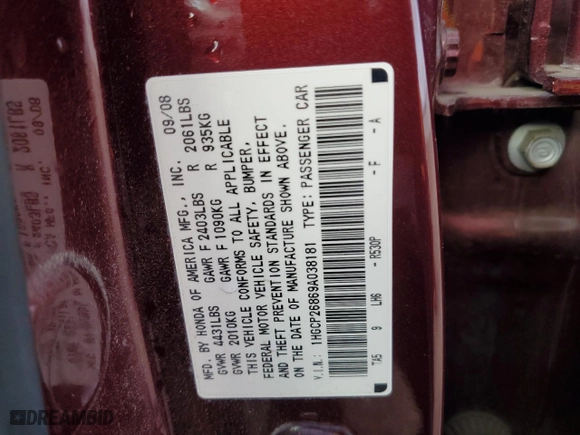 MFD. BY HONDA OF AMERICA MFG., INC. 09/08
GVWR 4431LBS GAWR F 2403LBS R 2061LBS
GVWR 2010KG GAWR F 1090KG R 935KG
THIS VEHICLE CONFORMS TO ALL APPLICABLE
FEDERAL MOTOR VEHICLE SAFETY, BUMPER,
AND THEFT PREVENTION STANDARDS IN EFFECT
ON THE DATE OF MANUFACTURE SHOWN ABOVE.
V.I.N.: 1HGCP26869A038181 TYPE: PASSENGER CAR
TA5 9 LH6 - R530P - F - A
DREAMBID